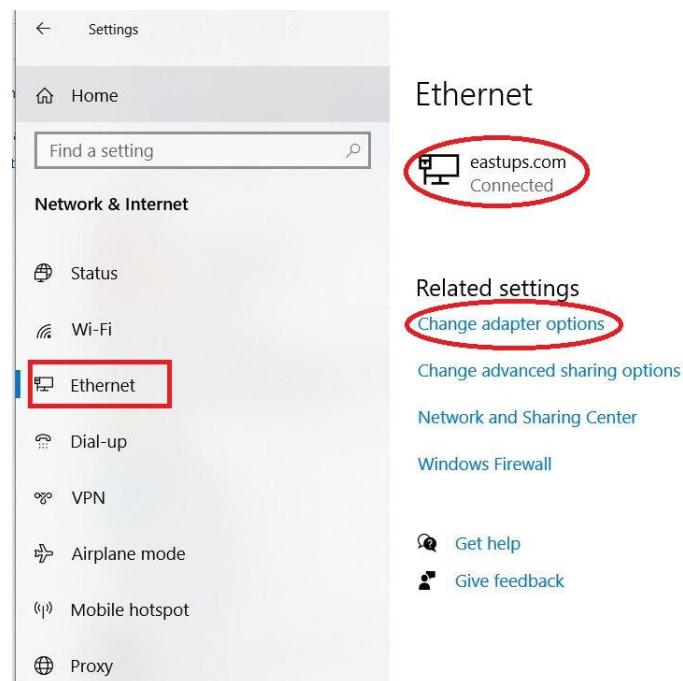 Settings
Home
Find a setting
Network & Internet
Status
Wi-Fi
Ethernet
Dial-up
VPN
Airplane mode
Mobile hotspot
Proxy
Ethernet
eastups.com
Connected
Related settings
Change adapter options
Change advanced sharing options
Network and Sharing Center
Windows Firewall
Get help
Give feedback